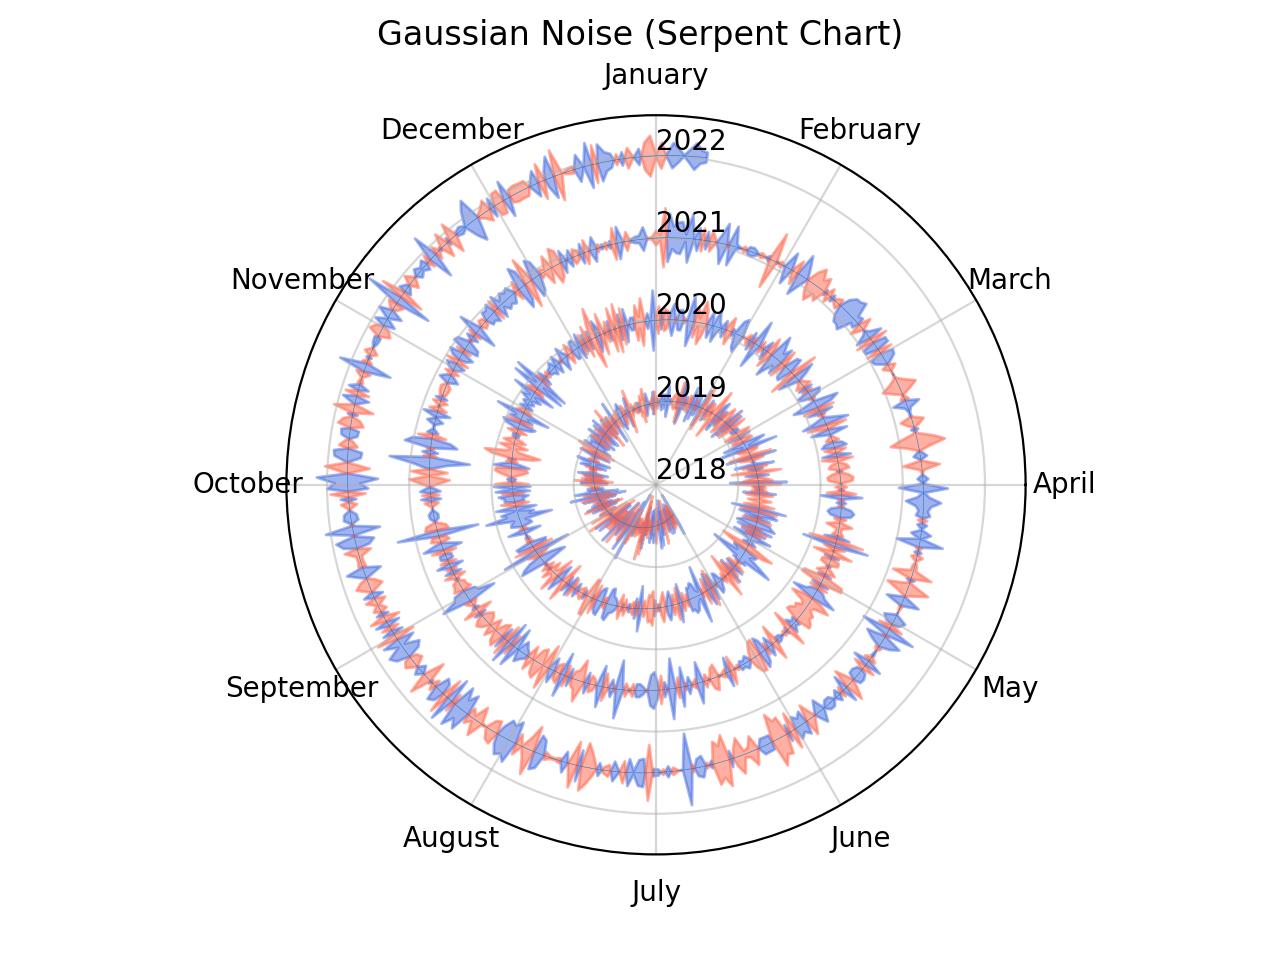 Gaussian Noise (Serpent Chart)
January
December
February
2022
2021
November
March
2020
2019
2018
October
April
September
May
August
June
July